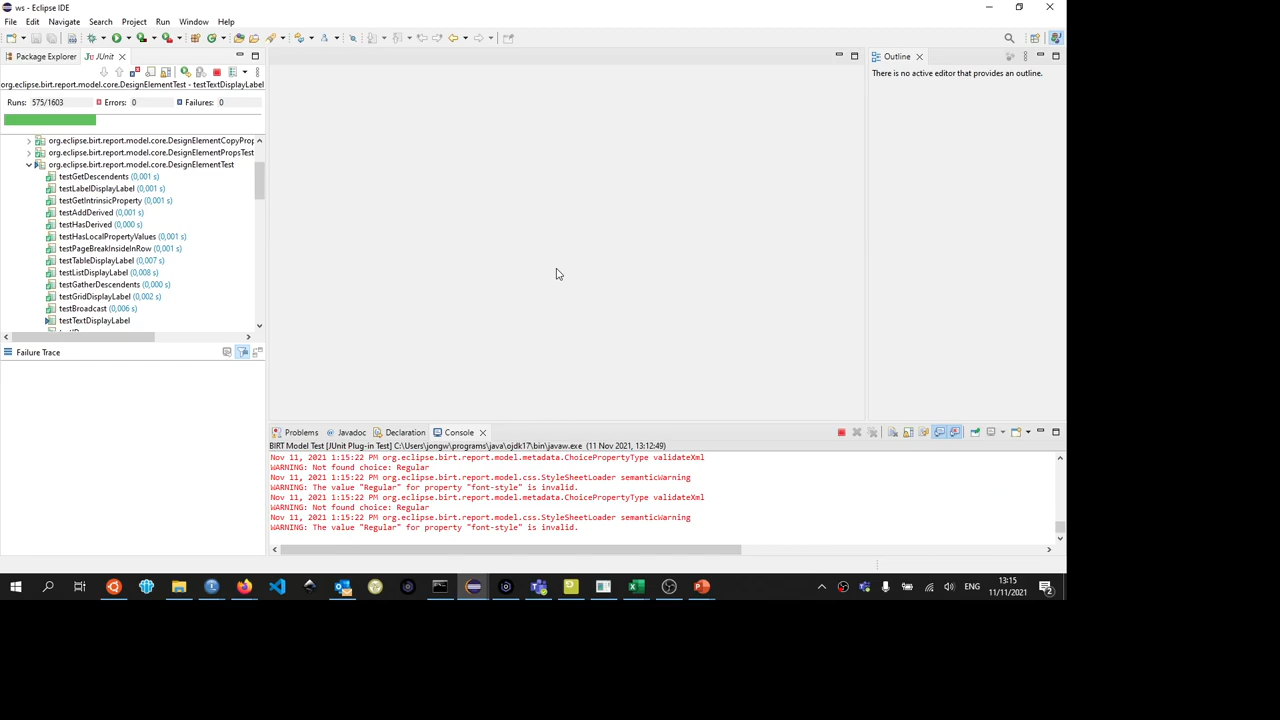 ws - Eclipse IDE
File Edit Navigate Search Project Run Window Help
Package Explorer JUnit
org.eclipse.birt.report.model.core.DesignElementTest - testTextDisplayLabel
Runs: 575/1603 Errors: 0 Failures: 0
org.eclipse.birt.report.model.core.DesignElementCopyProp
org.eclipse.birt.report.model.core.DesignElementPropsTest
org.eclipse.birt.report.model.core.DesignElementTest
testGetDescendents (0,001 s)
testLabelDisplayLabel (0,001 s)
testGetIntrinsicProperty (0,001 s)
testAddDerived (0,001 s)
testHasDerived (0,000 s)
testHasLocalPropertyValues (0,001 s)
testPageBreakInsideInRow (0,001 s)
testTableDisplayLabel (0,007 s)
testListDisplayLabel (0,008 s)
testGatherDescendents (0,000 s)
testGridDisplayLabel (0,002 s)
testBroadcast (0,006 s)
testTextDisplayLabel
Failure Trace
Outline
There is no active editor that provides an outline.
Problems Javadoc Declaration Console
BIRT Model Test [JUnit Plug-in Test] C:\Users\jongw\programs\java\ojdk17\bin\javaw.exe (11 Nov 2021, 13:12:49)
Nov 11, 2021 1:15:22 PM org.eclipse.birt.report.model.metadata.ChoicePropertyType validateXml
WARNING: Not found choice: Regular
Nov 11, 2021 1:15:22 PM org.eclipse.birt.report.model.css.StyleSheetLoader semanticWarning
WARNING: The value "Regular" for property "font-style" is invalid.
Nov 11, 2021 1:15:22 PM org.eclipse.birt.report.model.metadata.ChoicePropertyType validateXml
WARNING: Not found choice: Regular
Nov 11, 2021 1:15:22 PM org.eclipse.birt.report.model.css.StyleSheetLoader semanticWarning
WARNING: The value "Regular" for property "font-style" is invalid.
ENG
13:15
11/11/2021
2